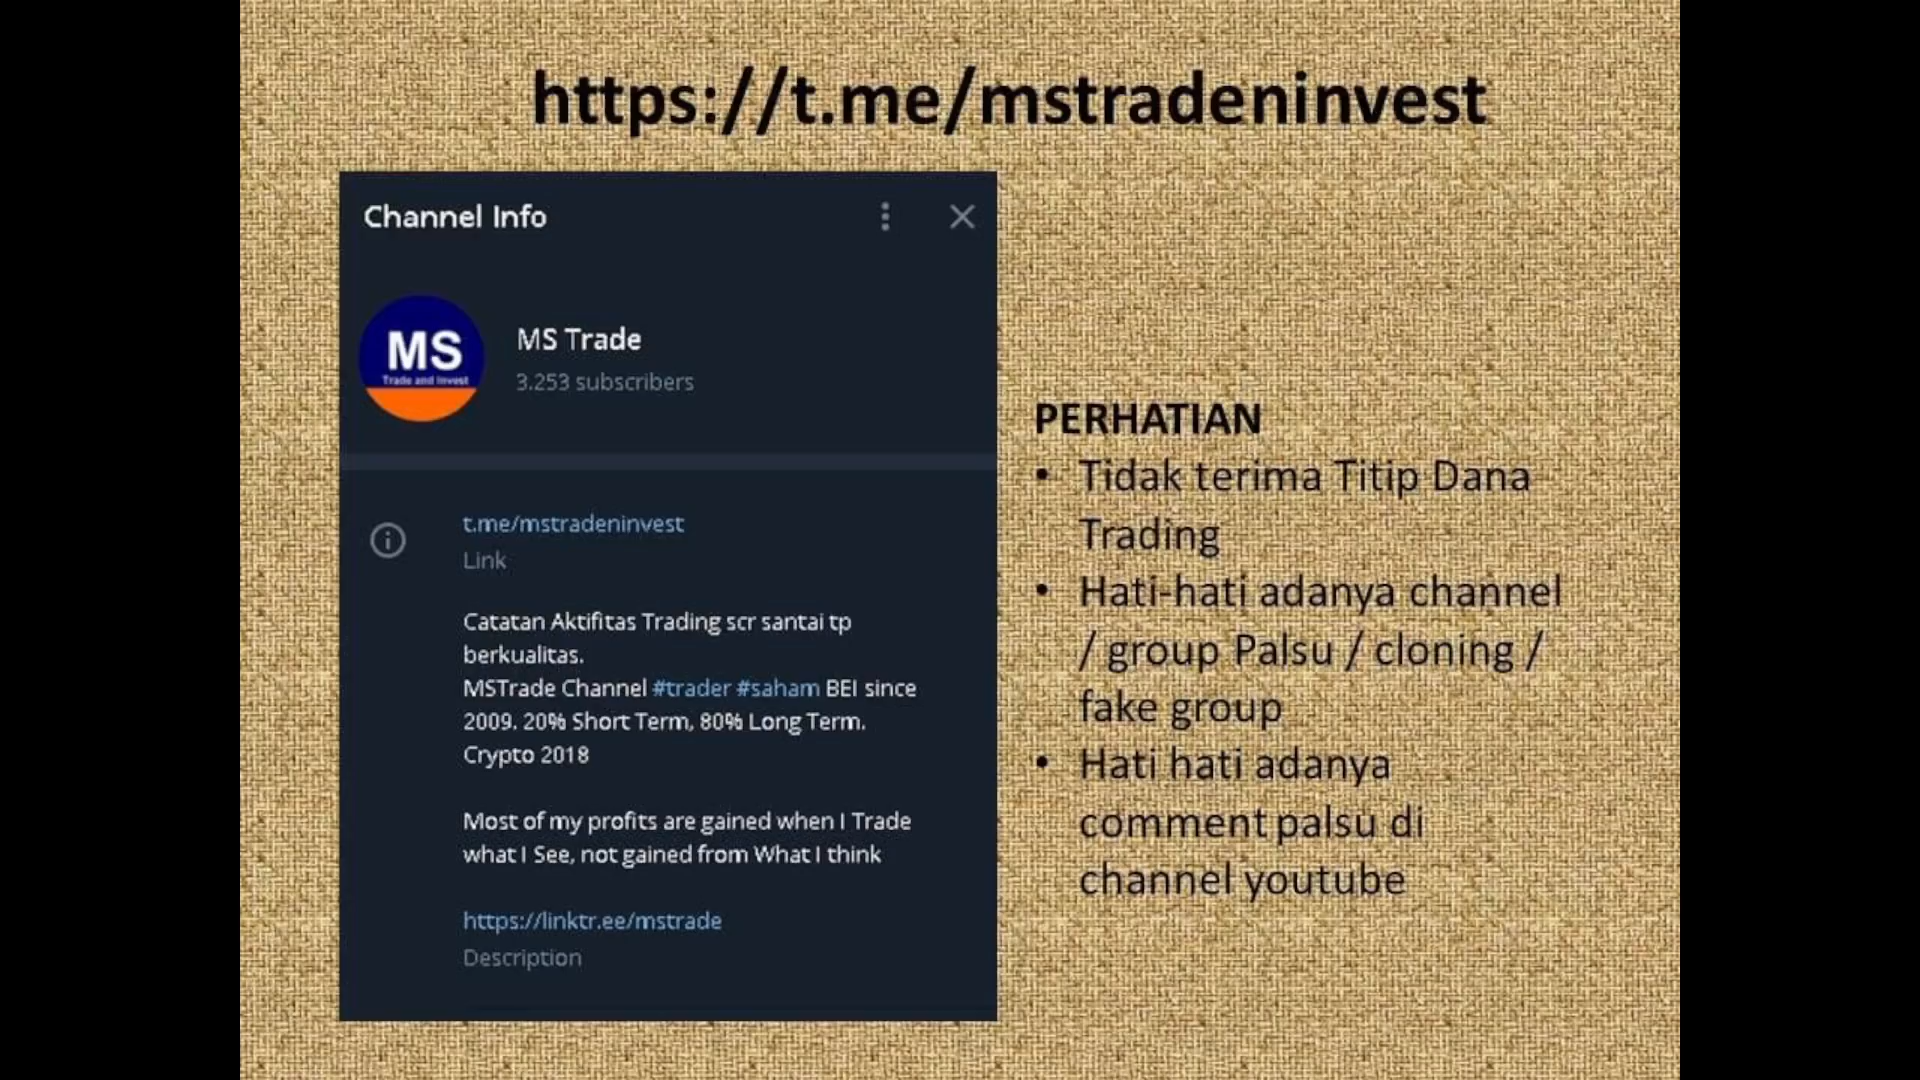 https://t.me/mstradeninvest
Channel Info
MS
Trade and Invest
MS Trade
3.253 subscribers
t.me/mstradeninvest
Link
Catatan Aktifitas Trading scr santai tp
berkualitas.
MSTrade Channel #trader #saham BEI since
2009. 20% Short Term, 80% Long Term.
Crypto 2018
Most of my profits are gained when I Trade
what I See, not gained from What I think
https://linktr.ee/mstrade
Description
PERHATIAN
• Tidak terima Titip Dana
Trading
• Hati-hati adanya channel
/ group Palsu / cloning /
fake group
• Hati hati adanya
comment palsu di
channel youtube